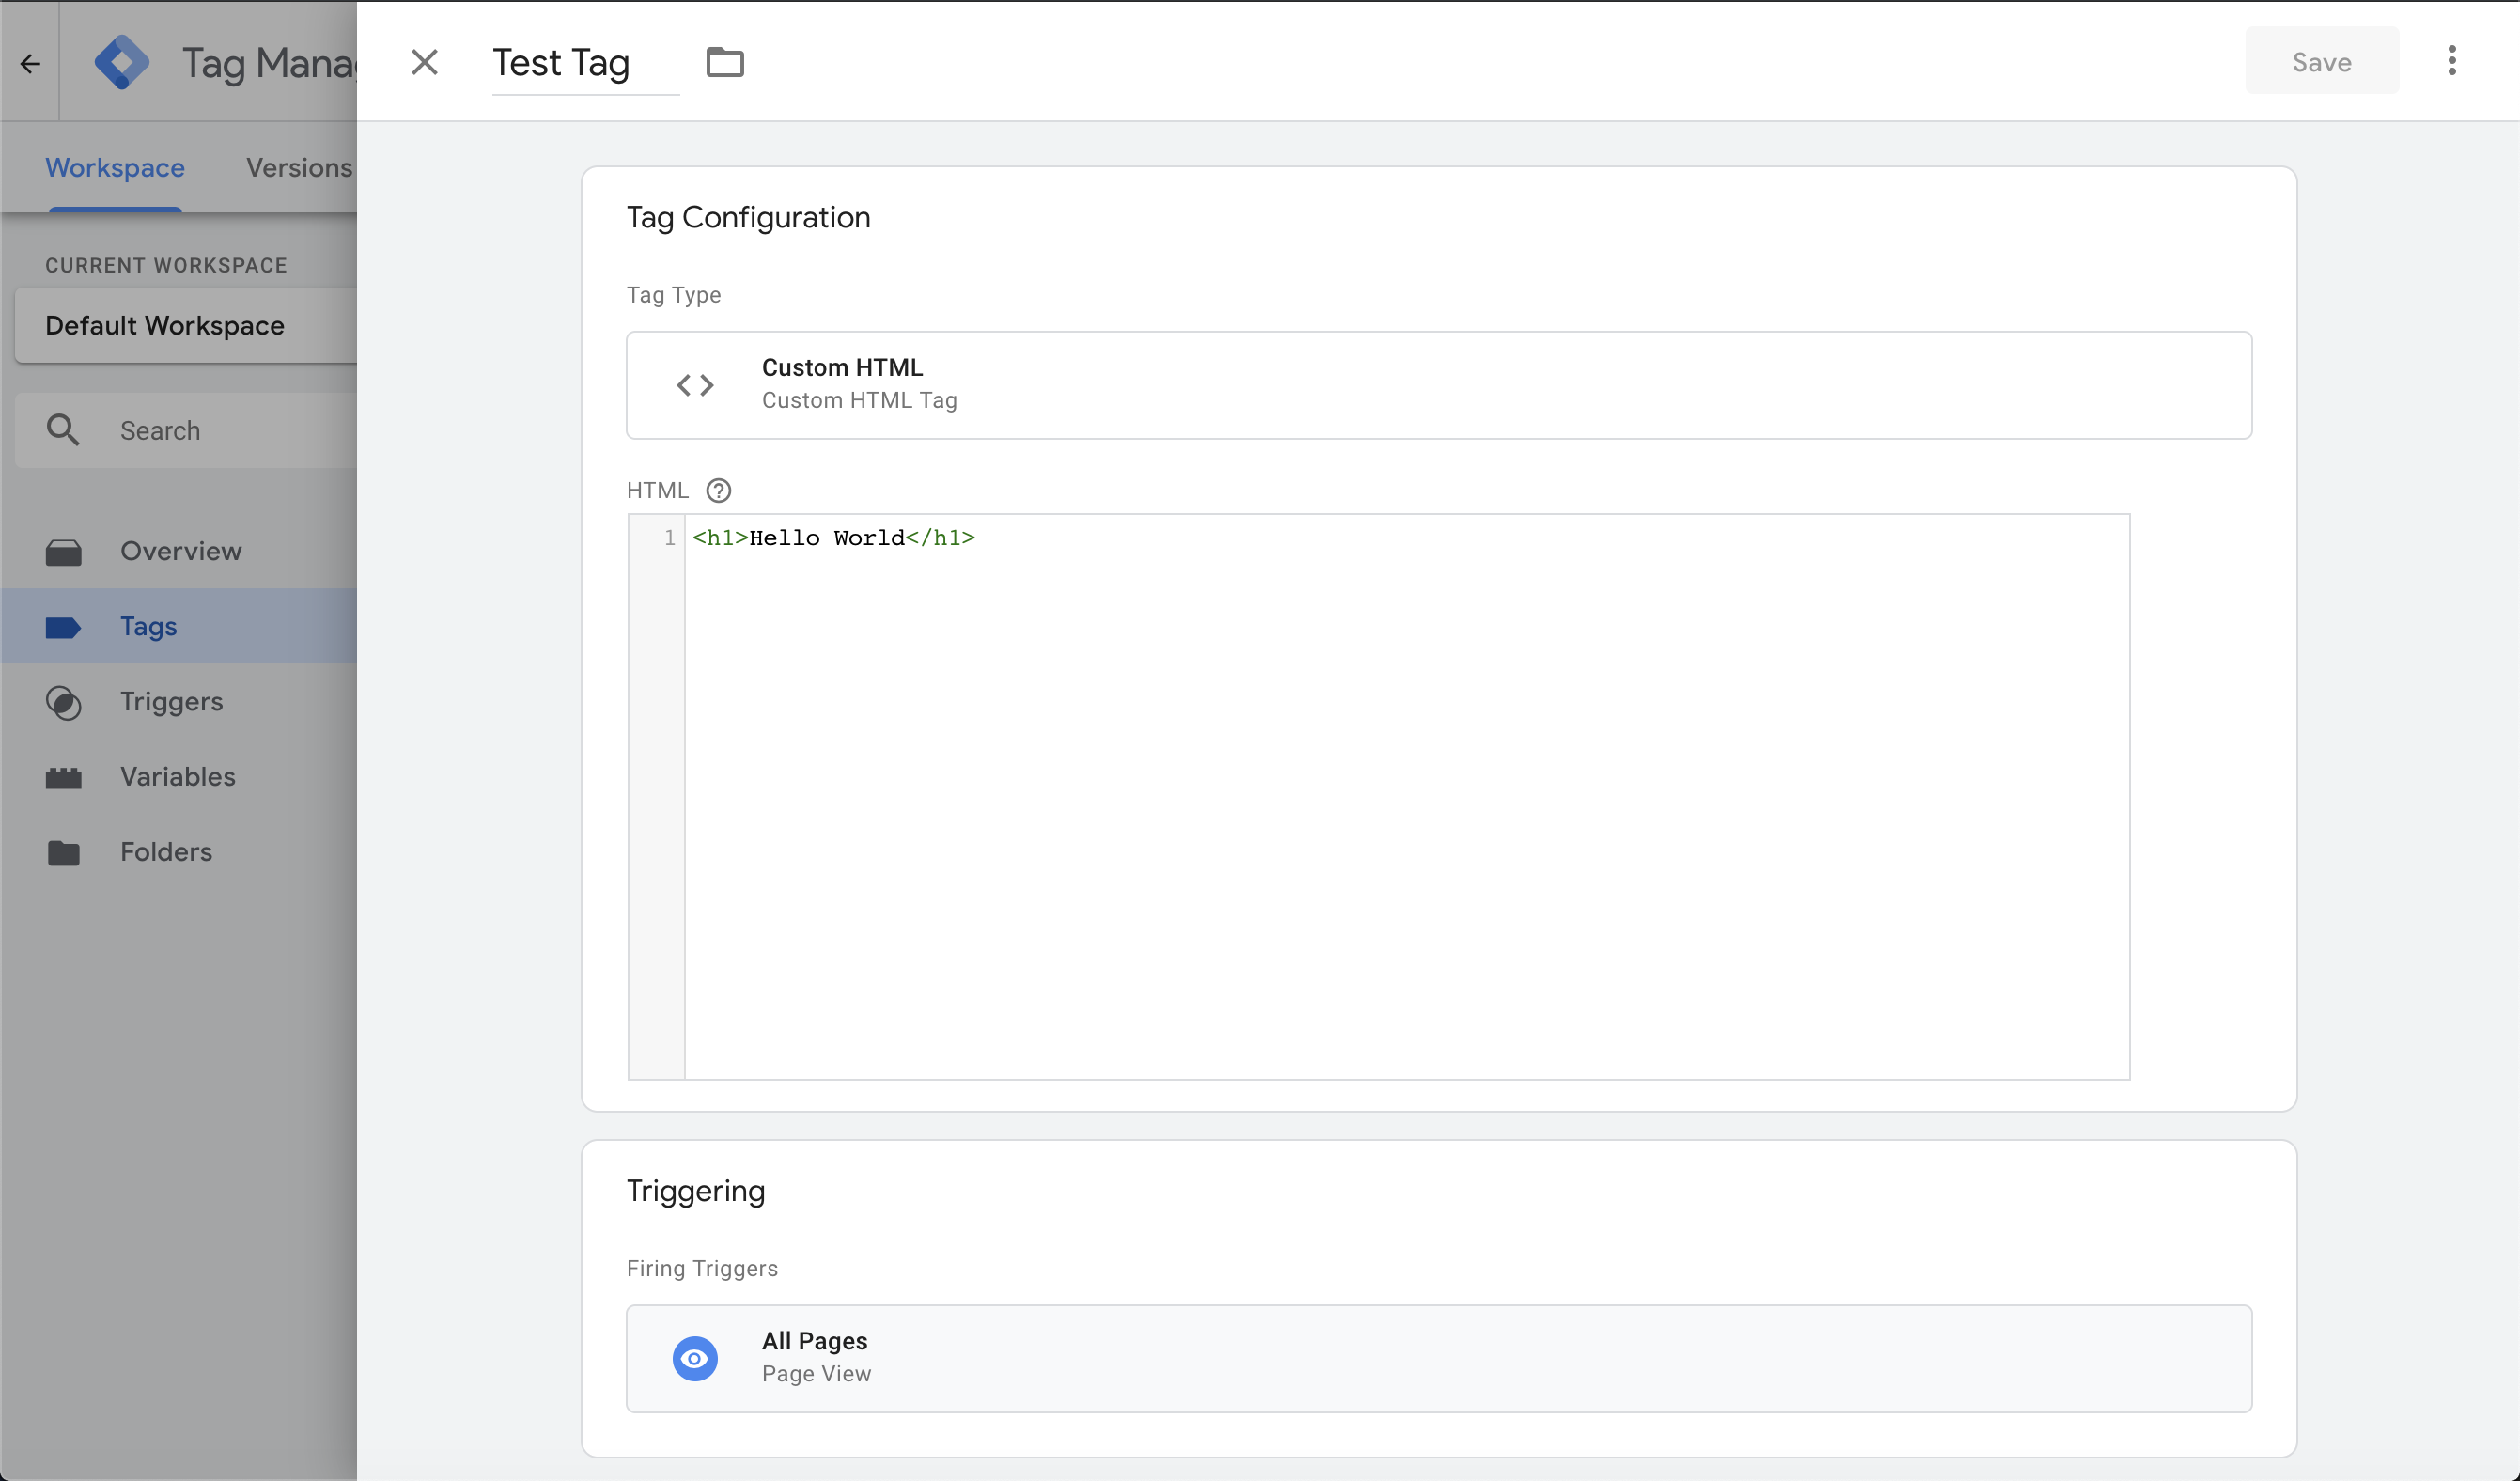 Tag Mana
Test Tag
Save
Workspace
Versions
CURRENT WORKSPACE
Default Workspace
Search
Overview
Tags
Triggers
Variables
Folders
Tag Configuration
Tag Type
Custom HTML
Custom HTML Tag
HTML
1 <h1>Hello World</h1>
Triggering
Firing Triggers
All Pages
Page View